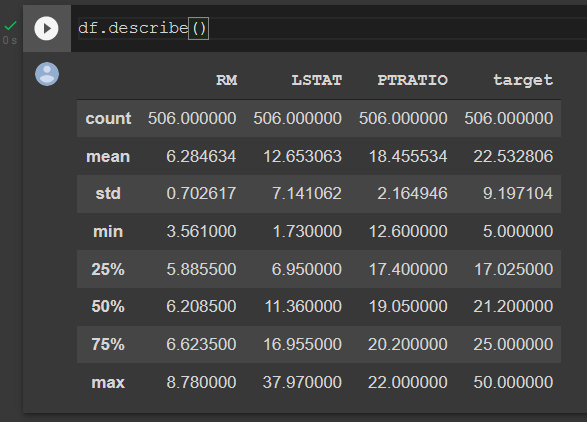 df.describe()
0 s
RM LSTAT PTRATIO target
count 506.000000 506.000000 506.000000 506.000000
mean 6.284634 12.653063 18.455534 22.532806
std 0.702617 7.141062 2.164946 9.197104
min 3.561000 1.730000 12.600000 5.000000
25% 5.885500 6.950000 17.400000 17.025000
50% 6.208500 11.360000 19.050000 21.200000
75% 6.623500 16.955000 20.200000 25.000000
max 8.780000 37.970000 22.000000 50.000000